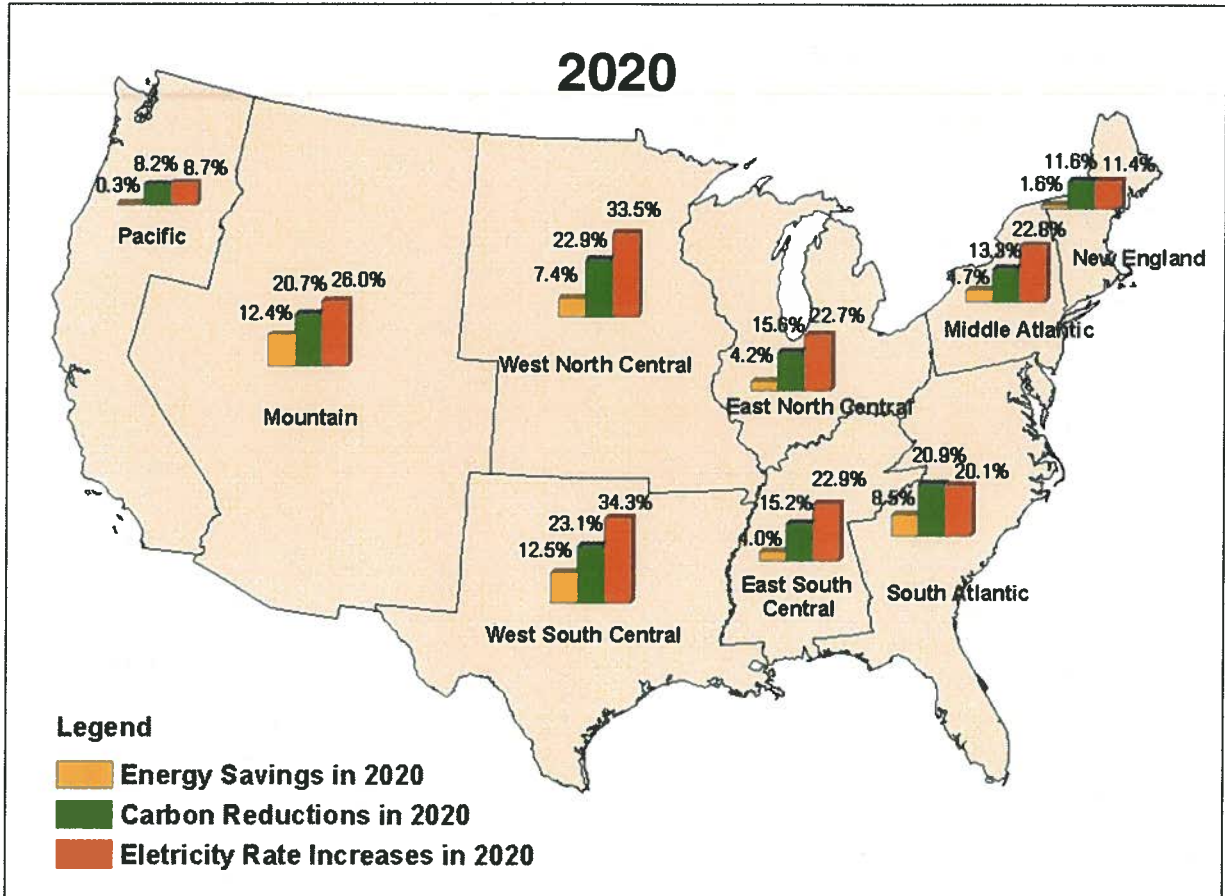 2020
8.2% 8.7%
0.3%
Pacific
20.7% 26.0%
12.4%
Mountain
33.5%
22.9%
7.4%
West North Central
34.3%
23.1%
12.5%
West South Central
15.6% 22.7%
4.2%
East North Central
22.9%
15.2%
4.0%
East South
Central
20.9%
20.1%
8.5%
South Atlantic
22.8%
13.3%
4.7%
Middle Atlantic
11.6% 11.4%
1.6%
New England
Legend
Energy Savings in 2020
Carbon Reductions in 2020
Eletricity Rate Increases in 2020